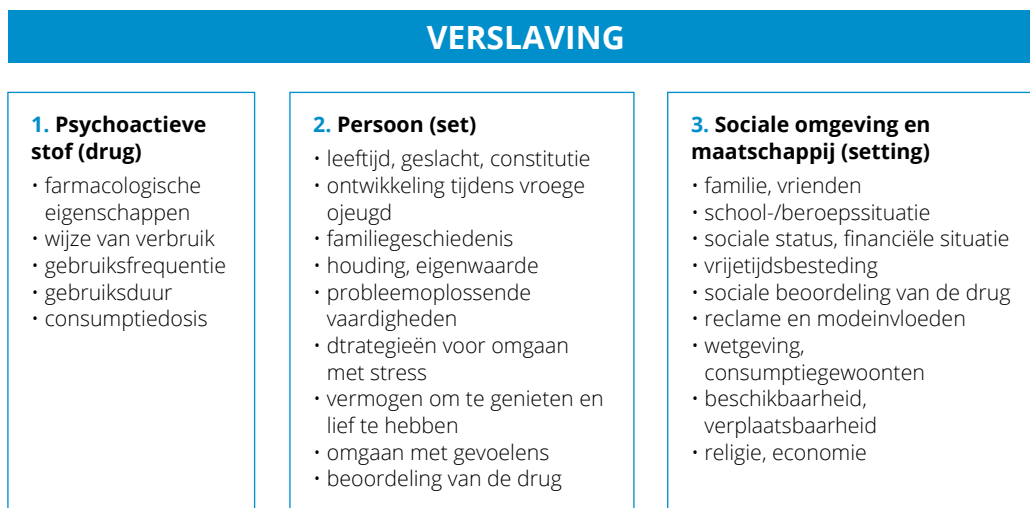 VERSLAVING
1. Psychoactieve
stof (drug)
• farmacologische
eigenschappen
• wijze van verbruik
• gebruiksfrequentie
• gebruiksduur
• consumptiedosis
2. Persoon (set)
• leeftijd, geslacht, constitutie
• ontwikkeling tijdens vroege
ojeugd
• familiegeschiedenis
• houding, eigenwaarde
• probleemoplossende
vaardigheden
• dtrategieën voor omgaan
met stress
• vermogen om te genieten en
lief te hebben
• omgaan met gevoelens
• beoordeling van de drug
3. Sociale omgeving en
maatschappij (setting)
• familie, vrienden
• school-/beroepssituatie
• sociale status, financiële situatie
• vrijetijdsbesteding
• sociale beoordeling van de drug
• reclame en modeinvloeden
• wetgeving,
consumptiegewoonten
• beschikbaarheid,
verplaatsbaarheid
• religie, economie